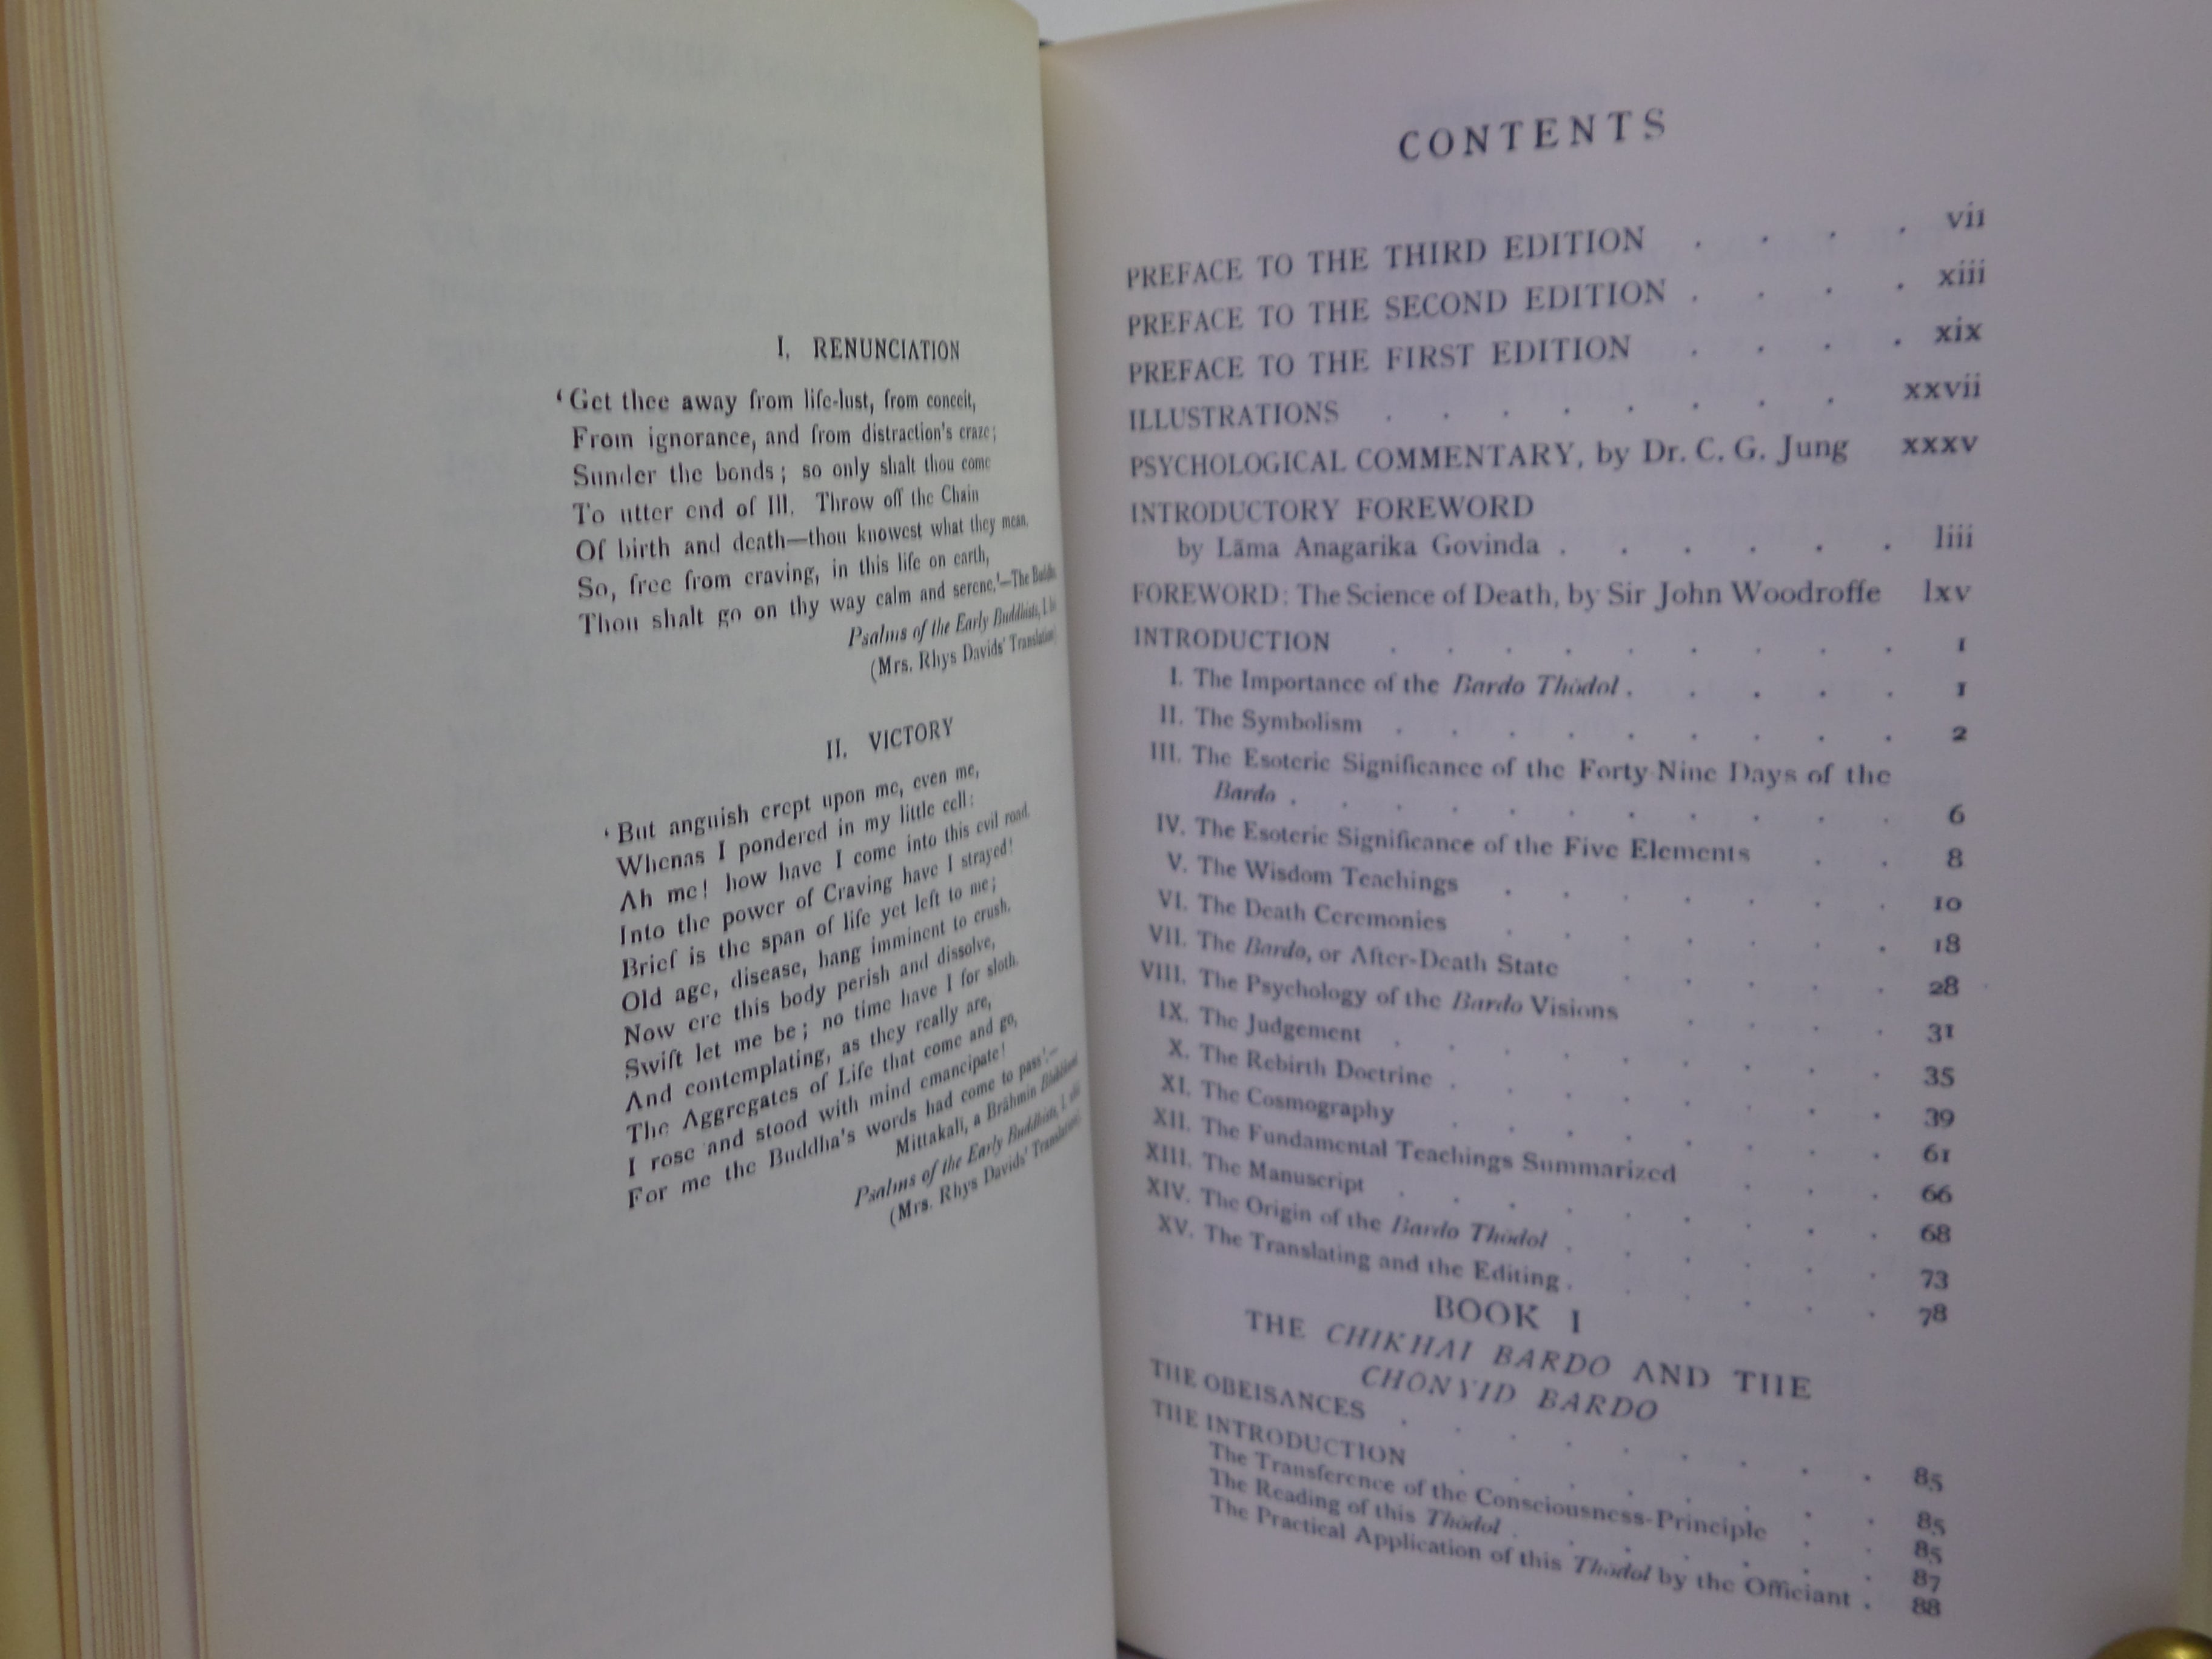 I. RENUNCIATION
‘Get thee away from life-lust, from conceit,
From ignorance, and from distraction's craze;
Sunder the bonds; so only shalt thou come
To utter end of Ill. Throw off the Chain
Of birth and death—thou knowest what they mean.
So, free from craving, in this life on earth,
Thou shalt go on thy way calm and serene.’—The Buddha
Psalms of the Early Buddhists, I.
(Mrs. Rhys Davids' Translation)
II. VICTORY
‘But anguish crept upon me, even me,
Whenas I pondered in my little cell:
Ah me! how have I come into this evil road,
Into the power of Craving have I strayed!
Brief is the span of life yet left to me;
Old age, disease, hang imminent to crush.
Now ere this body perish and dissolve,
Swift let me be; no time have I for sloth.
And contemplating, as they really are,
The Aggregates of Life that come and go,
I rose and stood with mind emancipate!
For me the Buddha's words had come to pass’.—
Mittakali, a Brāhmin Buddhist
Psalms of the Early Buddhists, I.
(Mrs. Rhys Davids' Translation)
CONTENTS
PREFACE TO THE THIRD EDITION . . . . vii
PREFACE TO THE SECOND EDITION . . . . xiii
PREFACE TO THE FIRST EDITION . . . . xix
ILLUSTRATIONS . . . . . . . xxvii
PSYCHOLOGICAL COMMENTARY, by Dr. C. G. Jung xxxv
INTRODUCTORY FOREWORD
by Lāma Anagarika Govinda . . . . . . liii
FOREWORD: The Science of Death, by Sir John Woodroffe lxv
INTRODUCTION . . . . . . . . . 1
I. The Importance of the Bardo Thödol . . . . . 1
II. The Symbolism . . . . . . . . . 2
III. The Esoteric Significance of the Forty-Nine Days of the
Bardo . . . . . . . . . . . 6
IV. The Esoteric Significance of the Five Elements . . 8
V. The Wisdom Teachings . . . . . . . 10
VI. The Death Ceremonies . . . . . . . 18
VII. The Bardo, or After-Death State . . . . . 28
VIII. The Psychology of the Bardo Visions . . . . 31
IX. The Judgement . . . . . . . . . 35
X. The Rebirth Doctrine . . . . . . . . 39
XI. The Cosmography . . . . . . . . 61
XII. The Fundamental Teachings Summarized . . . 66
XIII. The Manuscript . . . . . . . . . 68
XIV. The Origin of the Bardo Thödol . . . . . . 73
XV. The Translating and the Editing . . . . . . 78
BOOK I
THE CHIKHAI BARDO AND THE
CHÖNYID BARDO
THE OBEISANCES . . . . . . . . . 85
THE INTRODUCTION . . . . . . . . 85
The Transference of the Consciousness-Principle . . 85
The Reading of this Thödol . . . . . . . 87
The Practical Application of this Thödol by the Officiant . 88